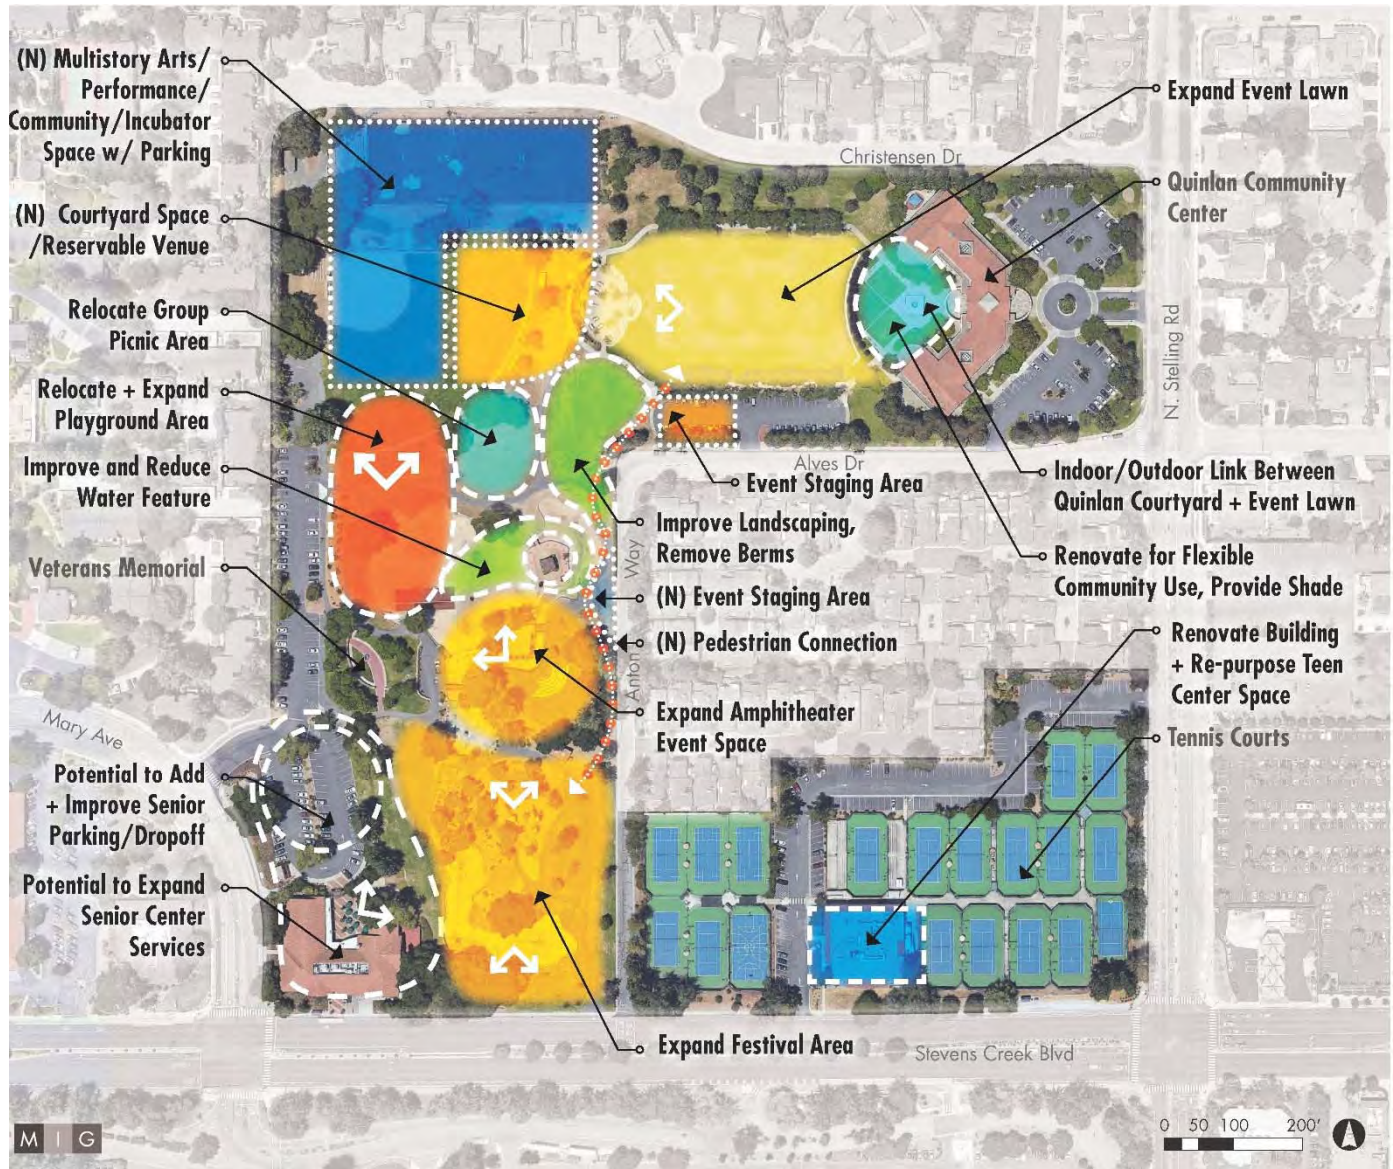 (N) Multistory Arts/
Performance/
Community/Incubator
Space w/ Parking
(N) Courtyard Space
/Reservable Venue
Relocate Group
Picnic Area
Relocate + Expand
Playground Area
Improve and Reduce
Water Feature
Veterans Memorial
Mary Ave
Potential to Add
+ Improve Senior
Parking/Dropoff
Potential to Expand
Senior Center
Services
Christensen Dr
Expand Event Lawn
Quinlan Community
Center
N. Stelling Rd
Alves Dr
Event Staging Area
Improve Landscaping,
Remove Berms
Anton Way
(N) Event Staging Area
(N) Pedestrian Connection
Expand Amphitheater
Event Space
Indoor/Outdoor Link Between
Quinlan Courtyard + Event Lawn
Renovate for Flexible
Community Use, Provide Shade
Renovate Building
+ Re-purpose Teen
Center Space
Tennis Courts
Expand Festival Area
Stevens Creek Blvd
M I G
0 50 100 200'